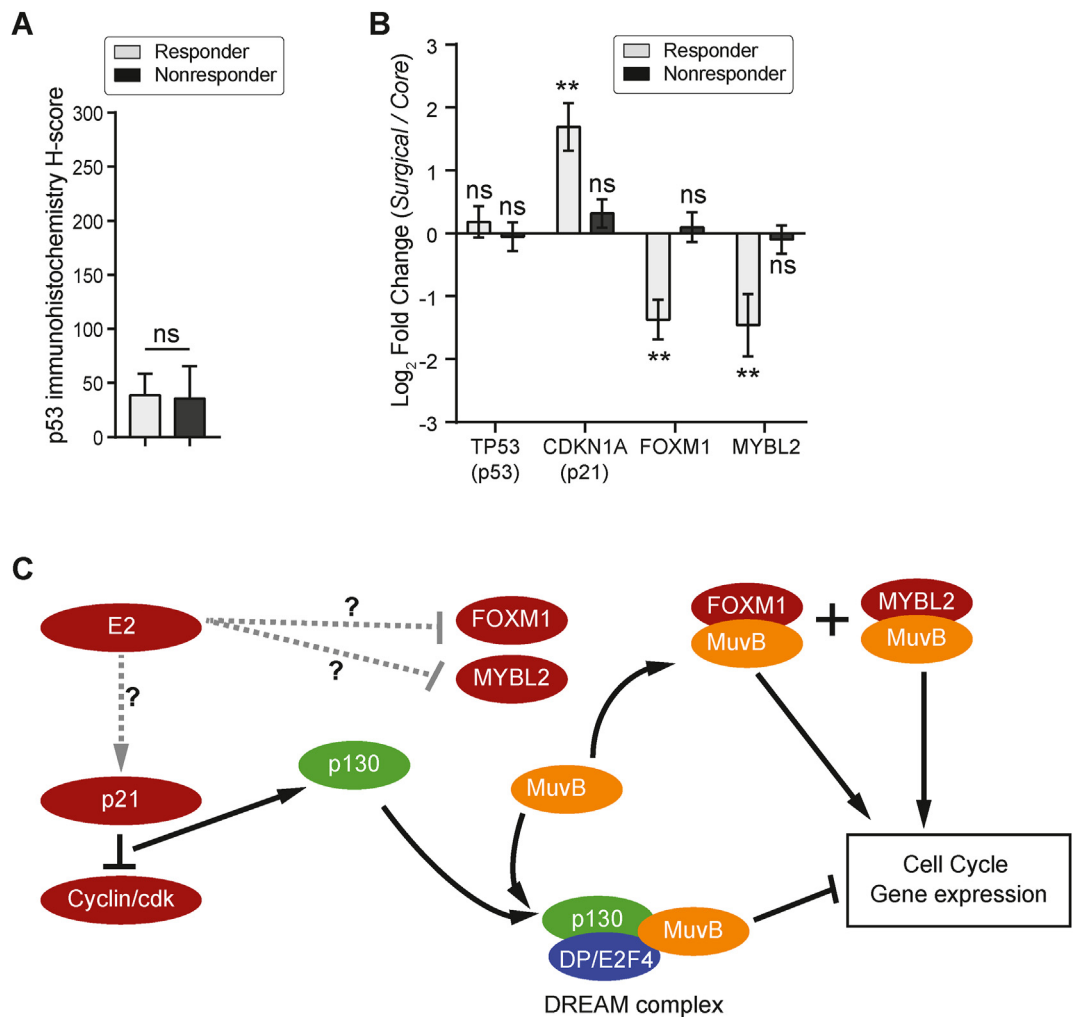 A
Responder
Nonresponder
p53 immunohistochemistry H-score
300
250
200
150
100
50
0
ns
B
Responder
Nonresponder
Log2 Fold Change (Surgical / Core)
3
2
1
0
-1
-2
-3
ns
ns
**
ns
**
ns
**
ns
TP53
(p53)
CDKN1A
(p21)
FOXM1
MYBL2
C
E2
?
?
?
FOXM1
MYBL2
p21
Cyclin/cdk
p130
MuvB
FOXM1
MuvB
+
MYBL2
MuvB
Cell Cycle
Gene expression
p130
MuvB
DP/E2F4
DREAM complex